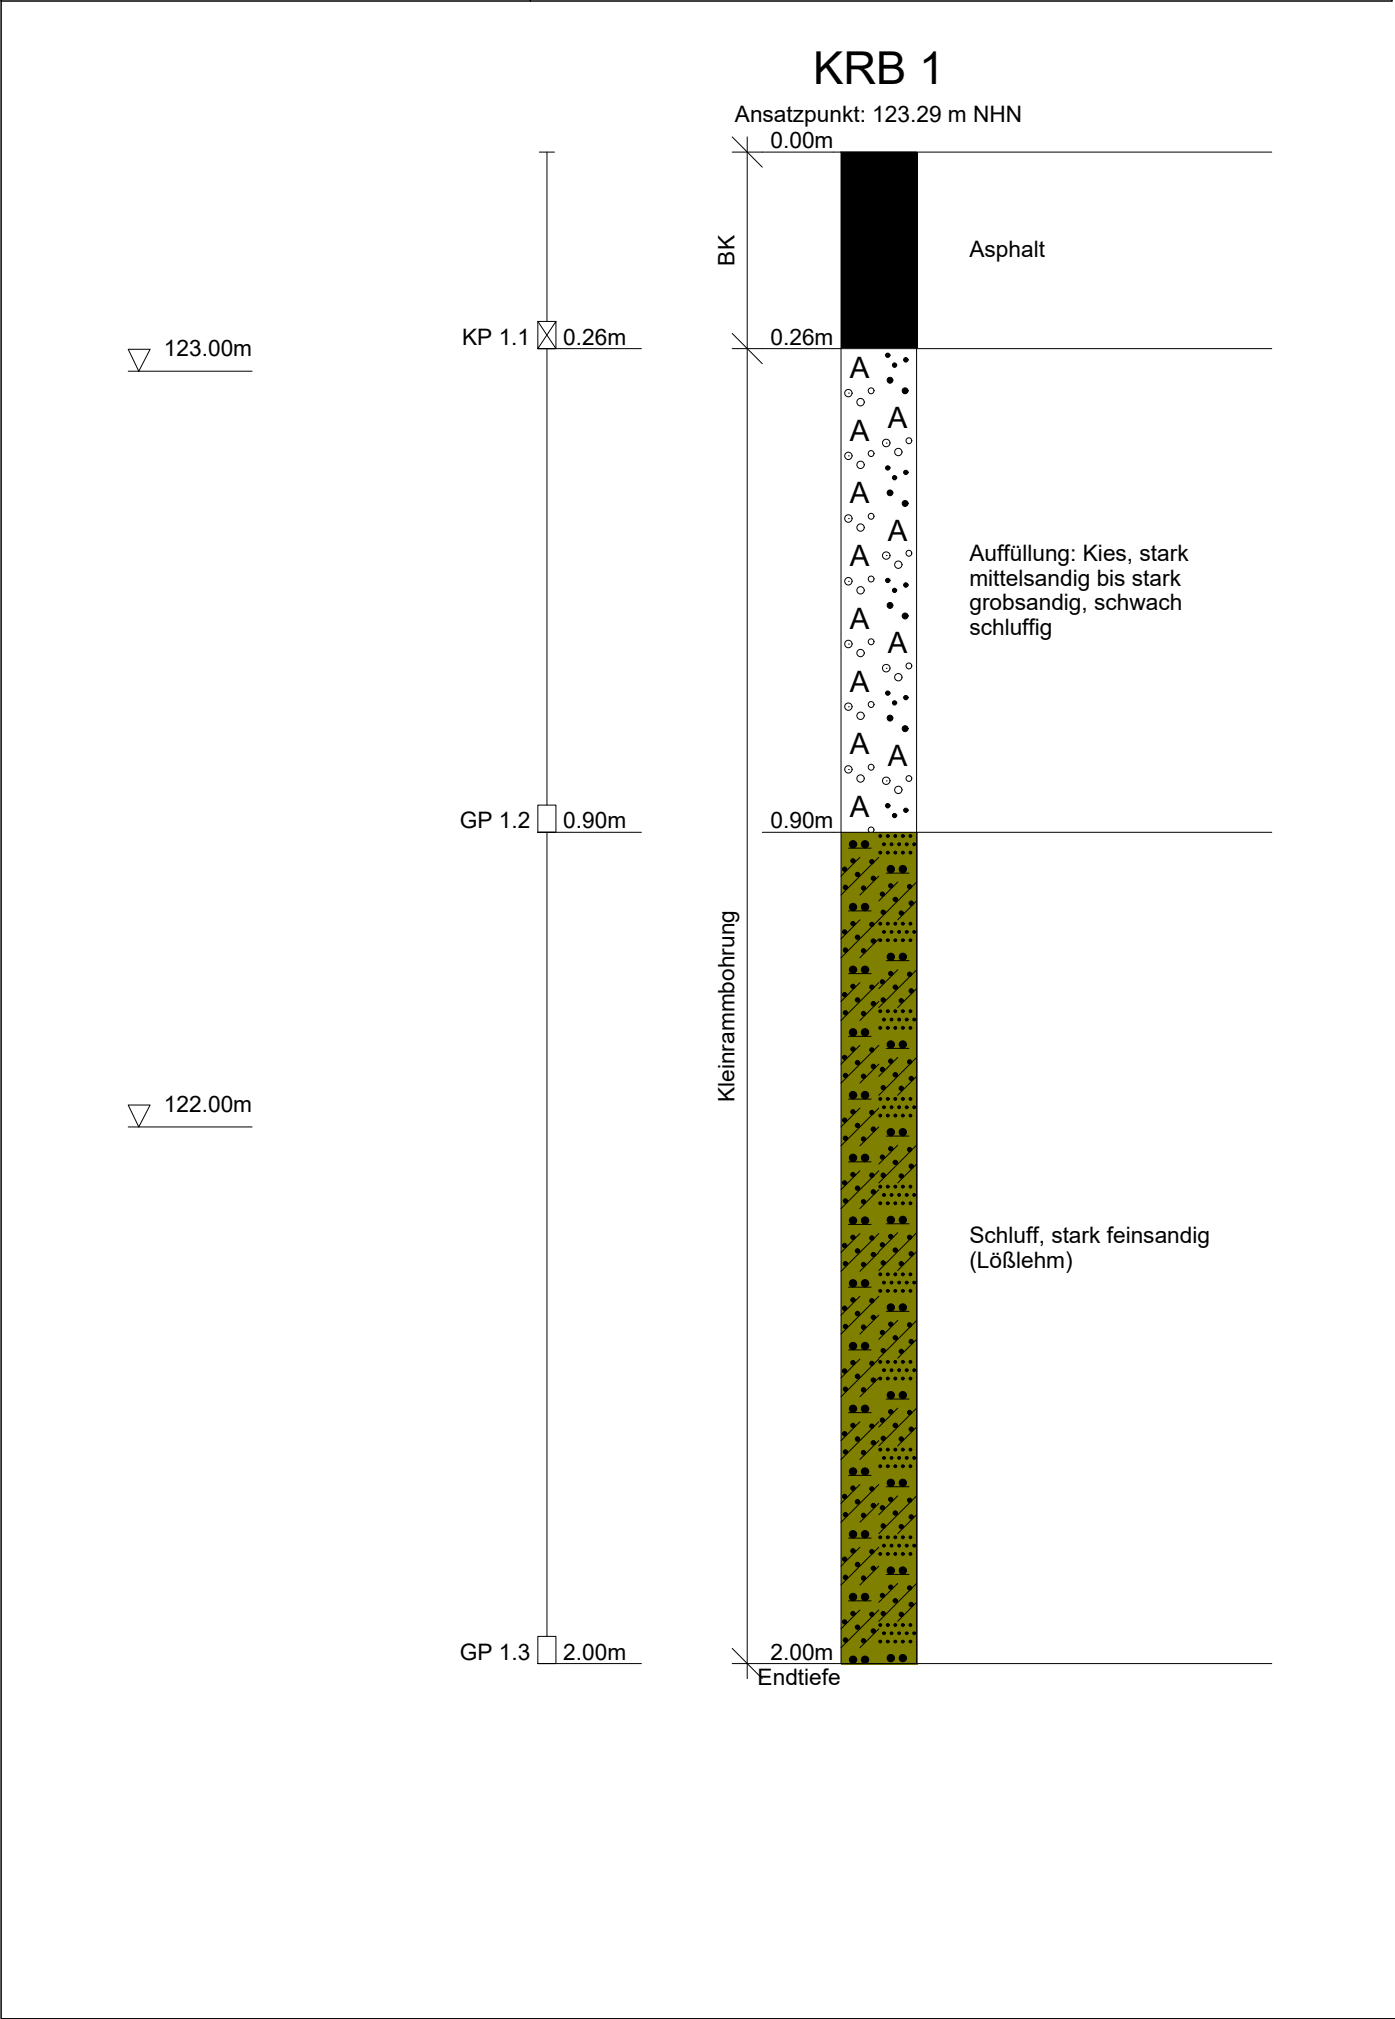 KRB 1
Ansatzpunkt: 123.29 m NHN
0.00m
BK
Asphalt
KP 1.1 0.26m
0.26m
123.00m
A
A
A
A
A
A
A
A
A
A
A
A
Auffüllung: Kies, stark
mittelsandig bis stark
grobsandig, schwach
schluffig
GP 1.2 0.90m
0.90m
Kleinrammbohrung
122.00m
Schluff, stark feinsandig
(Lößlehm)
GP 1.3 2.00m
2.00m
Endtiefe